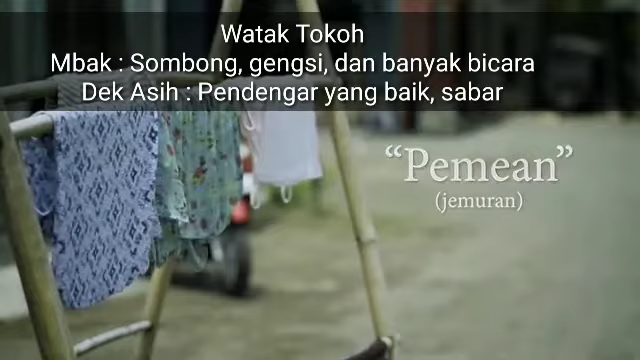 Watak Tokoh
Mbak : Sombong, gengsi, dan banyak bicara
Dek Asih : Pendengar yang baik, sabar
“Pemean”
(jemuran)